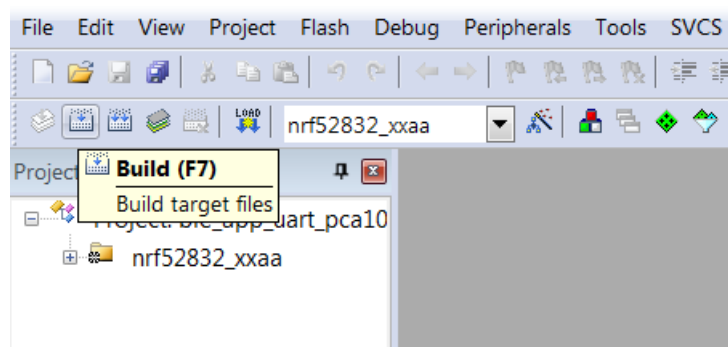 File Edit View Project Flash Debug Peripherals Tools SVCS
LOAD
nrf52832_xxaa
Project
Build (F7)
Build target files
Project: ble_app_uart_pca10
nrf52832_xxaa